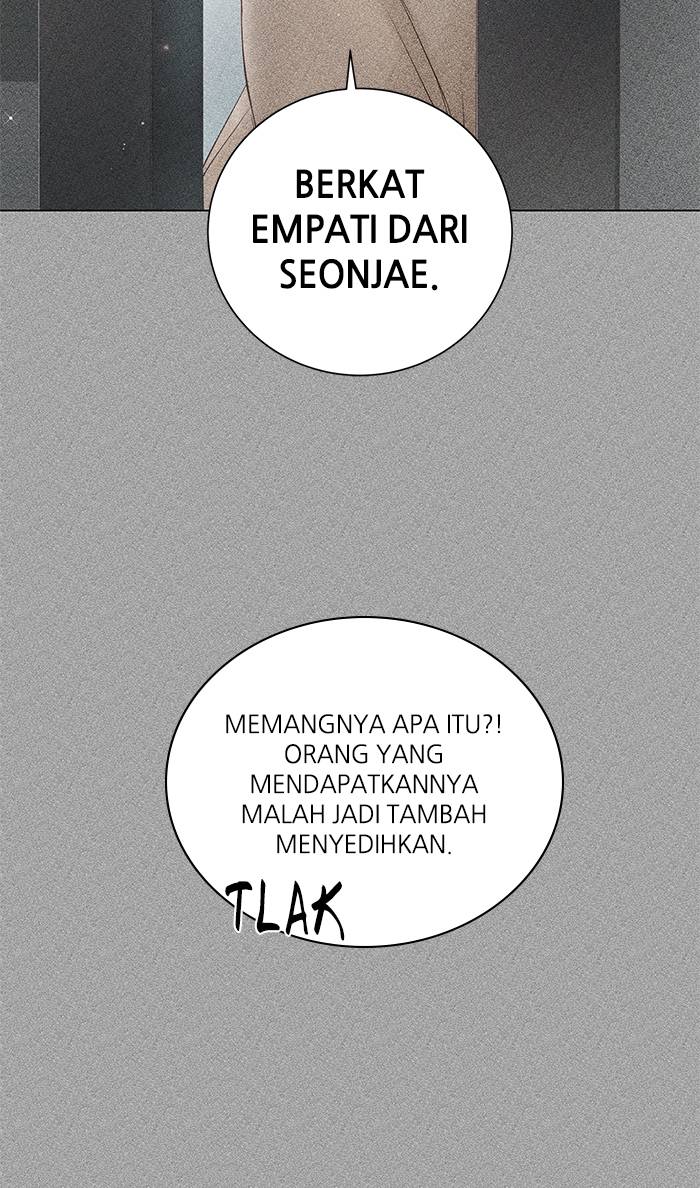 BERKAT
EMPATI DARI
SEONJAE.
MEMANGNYA APA ITU?!
ORANG YANG
MENDAPATKANNYA
MALAH JADI TAMBAH
MENYEDIHKAN.
TLAK